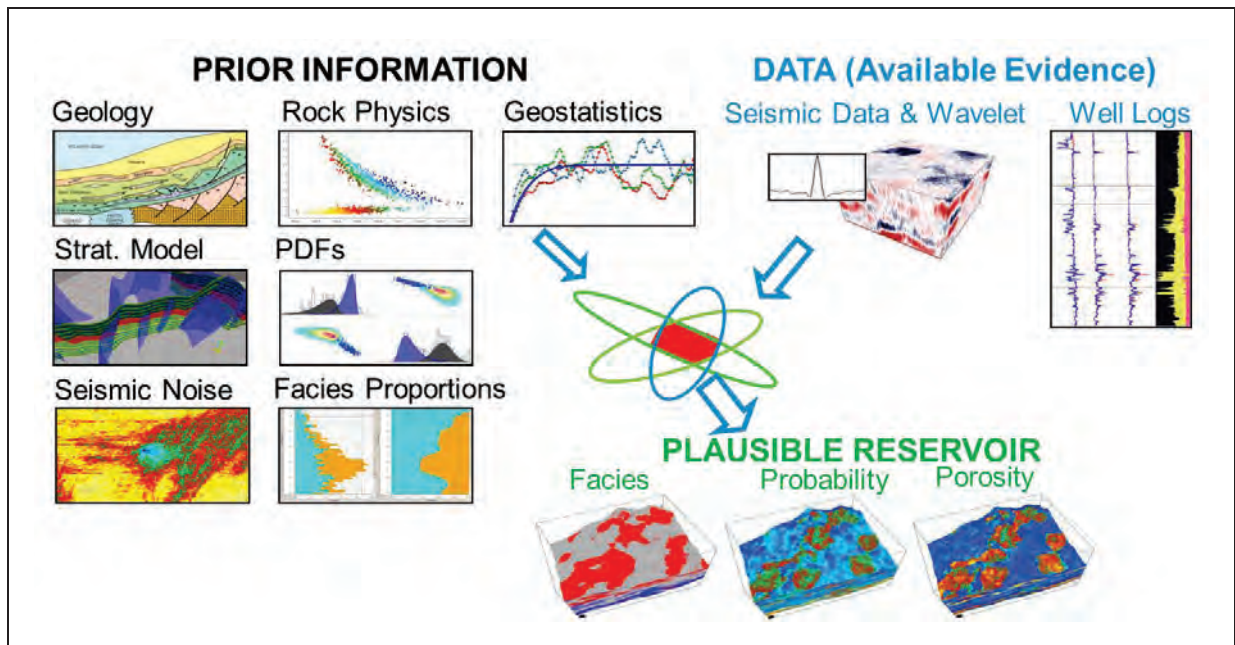 PRIOR INFORMATION
DATA (Available Evidence)
Geology
Rock Physics
Geostatistics
Seismic Data & Wavelet
Well Logs
Strat. Model
PDFs
Seismic Noise
Facies Proportions
PLAUSIBLE RESERVOIR
Facies
Probability
Porosity